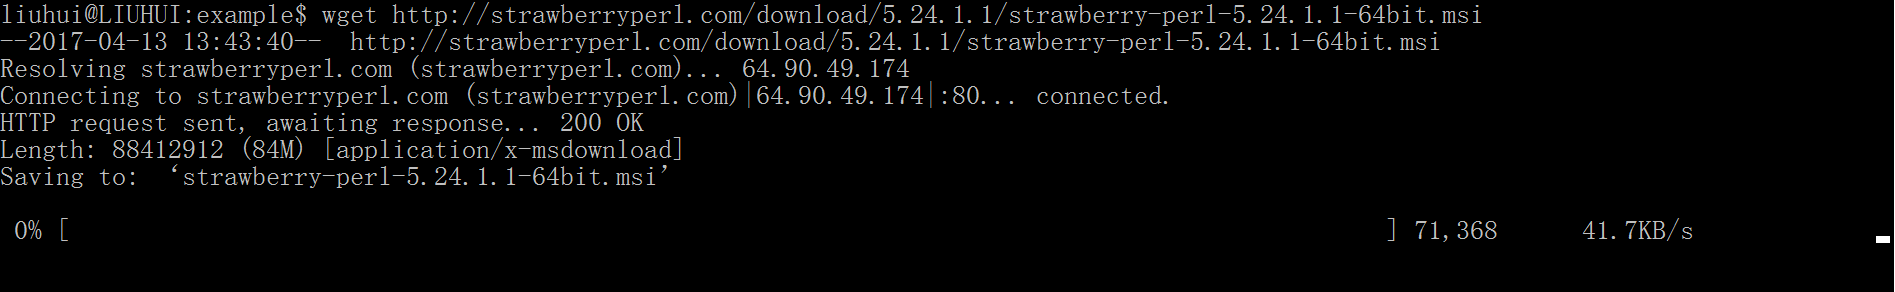 liuhui@LIUHUI:example$ wget http://strawberryperl.com/download/5.24.1.1/strawberry-perl-5.24.1.1-64bit.msi
--2017-04-13 13:43:40--  http://strawberryperl.com/download/5.24.1.1/strawberry-perl-5.24.1.1-64bit.msi
Resolving strawberryperl.com (strawberryperl.com)... 64.90.49.174
Connecting to strawberryperl.com (strawberryperl.com)|64.90.49.174|:80... connected.
HTTP request sent, awaiting response... 200 OK
Length: 88412912 (84M) [application/x-msdownload]
Saving to: ‘strawberry-perl-5.24.1.1-64bit.msi’
0% [                                                                                              ] 71,368      41.7KB/s